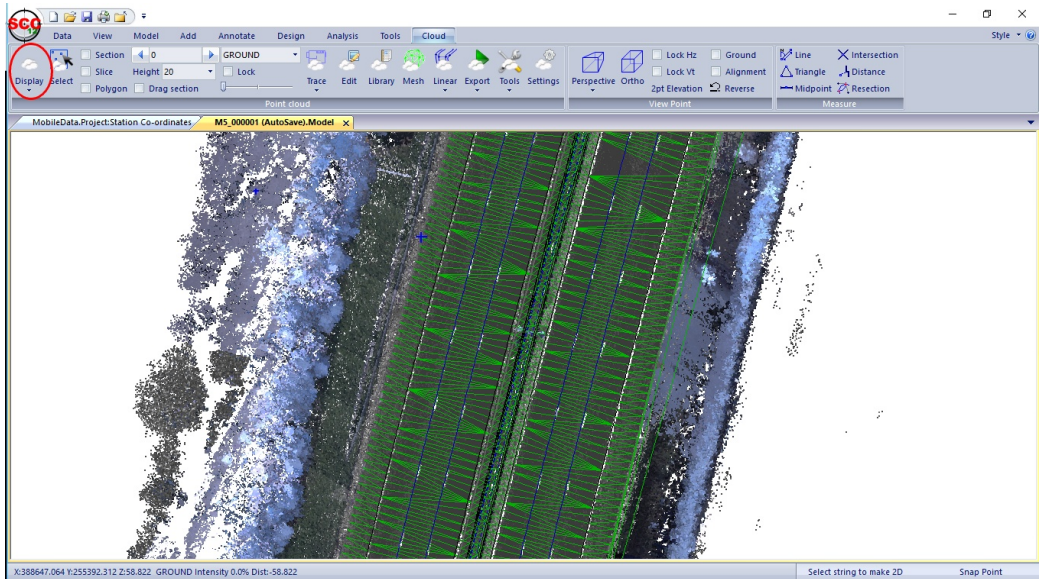 SCC
12
Data View Model Add Annotate Design Analysis Tools Cloud Style
Section 0 GROUND Lock Hz Ground Line Intersection
Slice Height 20 Lock Lock Vt Alignment Triangle Distance
Display Select Polygon Drag section Trace Edit Library Mesh Linear Export Tools Settings Perspective Ortho 2pt Elevation Reverse Midpoint Resection
Point cloud View Point Measure
MobileData.Project:Station Co-ordinates M5_000001 (AutoSave).Model
X:388647.064 Y:255392.312 Z:58.822 GROUND Intensity 0.0% Dist:-58.822 Select string to make 2D Snap Point